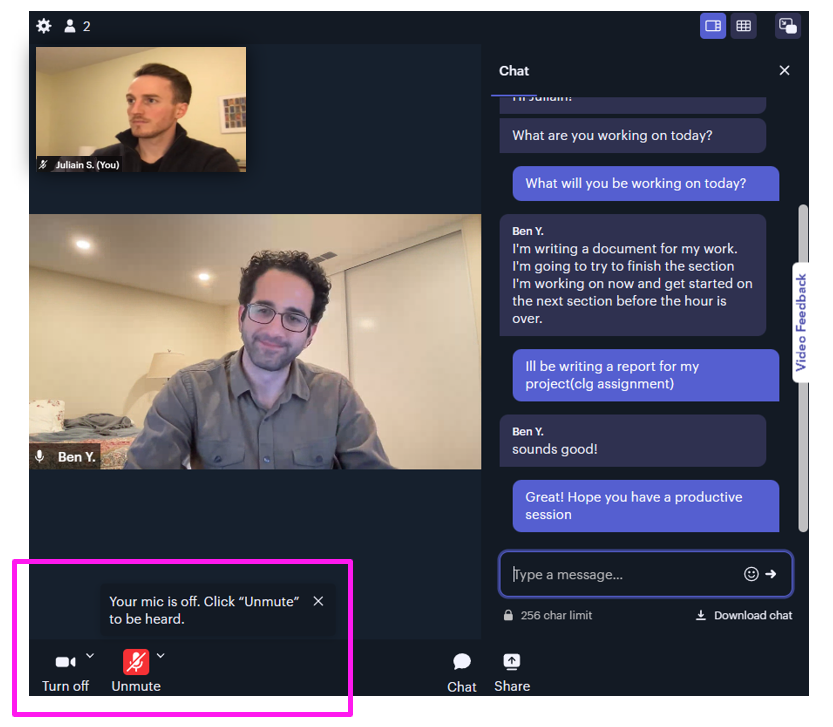 2
Juliain S. (You)
Ben Y.
Your mic is off. Click “Unmute”
to be heard.
Turn off
Unmute
Chat
Share
Chat
Hi Juliain!
What are you working on today?
What will you be working on today?
Ben Y.
I'm writing a document for my work.
I'm going to try to finish the section
I'm working on now and get started on
the next section before the hour is
over.
Ill be writing a report for my
project(clg assignment)
Ben Y.
sounds good!
Great! Hope you have a productive
session
Type a message...
256 char limit
Download chat
Video Feedback